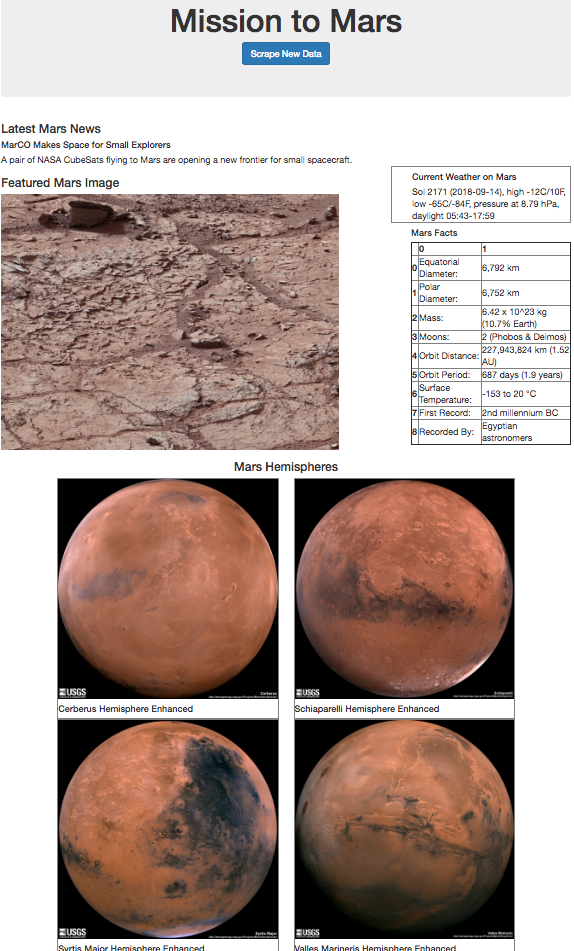 Mission to Mars
Scrape New Data
Latest Mars News
MarCO Makes Space for Small Explorers
A pair of NASA CubeSats flying to Mars are opening a new frontier for small spacecraft.
Featured Mars Image
Current Weather on Mars
Sol 2171 (2018-09-14), high -12C/10F,
low -65C/-84F, pressure at 8.79 hPa,
daylight 05:43-17:59
Mars Facts
0 1
0 Equatorial Diameter: 6,792 km
1 Polar Diameter: 6,752 km
2 Mass: 6.42 x 10^23 kg (10.7% Earth)
3 Moons: 2 (Phobos & Deimos)
4 Orbit Distance: 227,943,824 km (1.52 AU)
5 Orbit Period: 687 days (1.9 years)
6 Surface Temperature: -153 to 20 °C
7 First Record: 2nd millennium BC
8 Recorded By: Egyptian astronomers
Mars Hemispheres
USGS Cerberus
USGS Schiaparelli
Cerberus Hemisphere Enhanced
Schiaparelli Hemisphere Enhanced
USGS Syrtis Major
USGS Valles Marineris
Syrtis Major Hemisphere Enhanced
Valles Marineris Hemisphere Enhanced